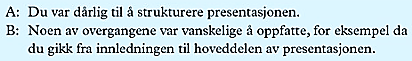 A: Du var dårlig til å strukturere presentasjonen.
B: Noen av overgangene var vanskelige å oppfatte, for eksempel da
du gikk fra innledningen til hoveddelen av presentasjonen.